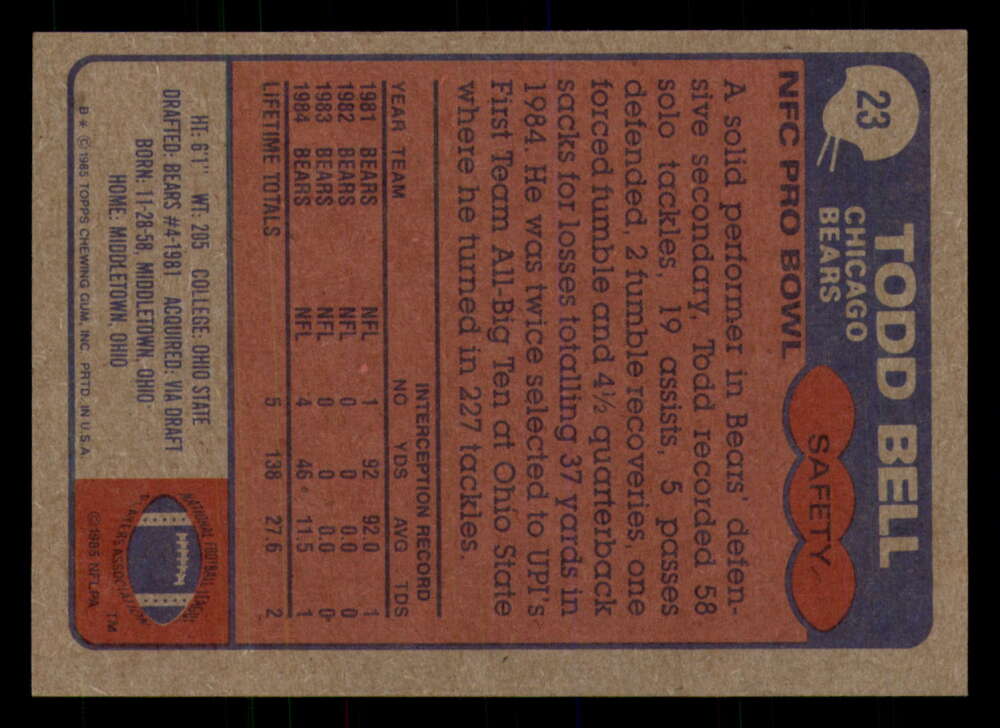 23
TODD BELL
CHICAGO
BEARS
SAFETY
NFC PRO BOWL
A solid performer in Bears' defen-
sive secondary, Todd recorded 58
solo tackles, 19 assists, 5 passes
defended, 2 fumble recoveries, one
forced fumble and 4½ quarterback
sacks for losses totalling 37 yards in
1984. He was twice selected to UPI's
First Team All-Big Ten at Ohio State
where he turned in 227 tackles.
INTERCEPTION RECORD
YEAR TEAM NO YDS AVG TDS
1981 BEARS NFL 1 92 92.0 1
1982 BEARS NFL 0 0 0.0 0
1983 BEARS NFL 0 0 0.0 0
1984 BEARS NFL 4 46 11.5 1
LIFETIME TOTALS 5 138 27.6 2
HT: 6'1" WT: 205 COLLEGE: OHIO STATE
DRAFTED: BEARS #4-1981 ACQUIRED: VIA DRAFT
BORN: 11-28-58, MIDDLETOWN, OHIO
HOME: MIDDLETOWN, OHIO
B * © 1985 TOPPS CHEWING GUM, INC. PRTD. IN U.S.A.
NATIONAL FOOTBALL LEAGUE
PLAYERS ASSOCIATION
TM
© 1985 NFLPA